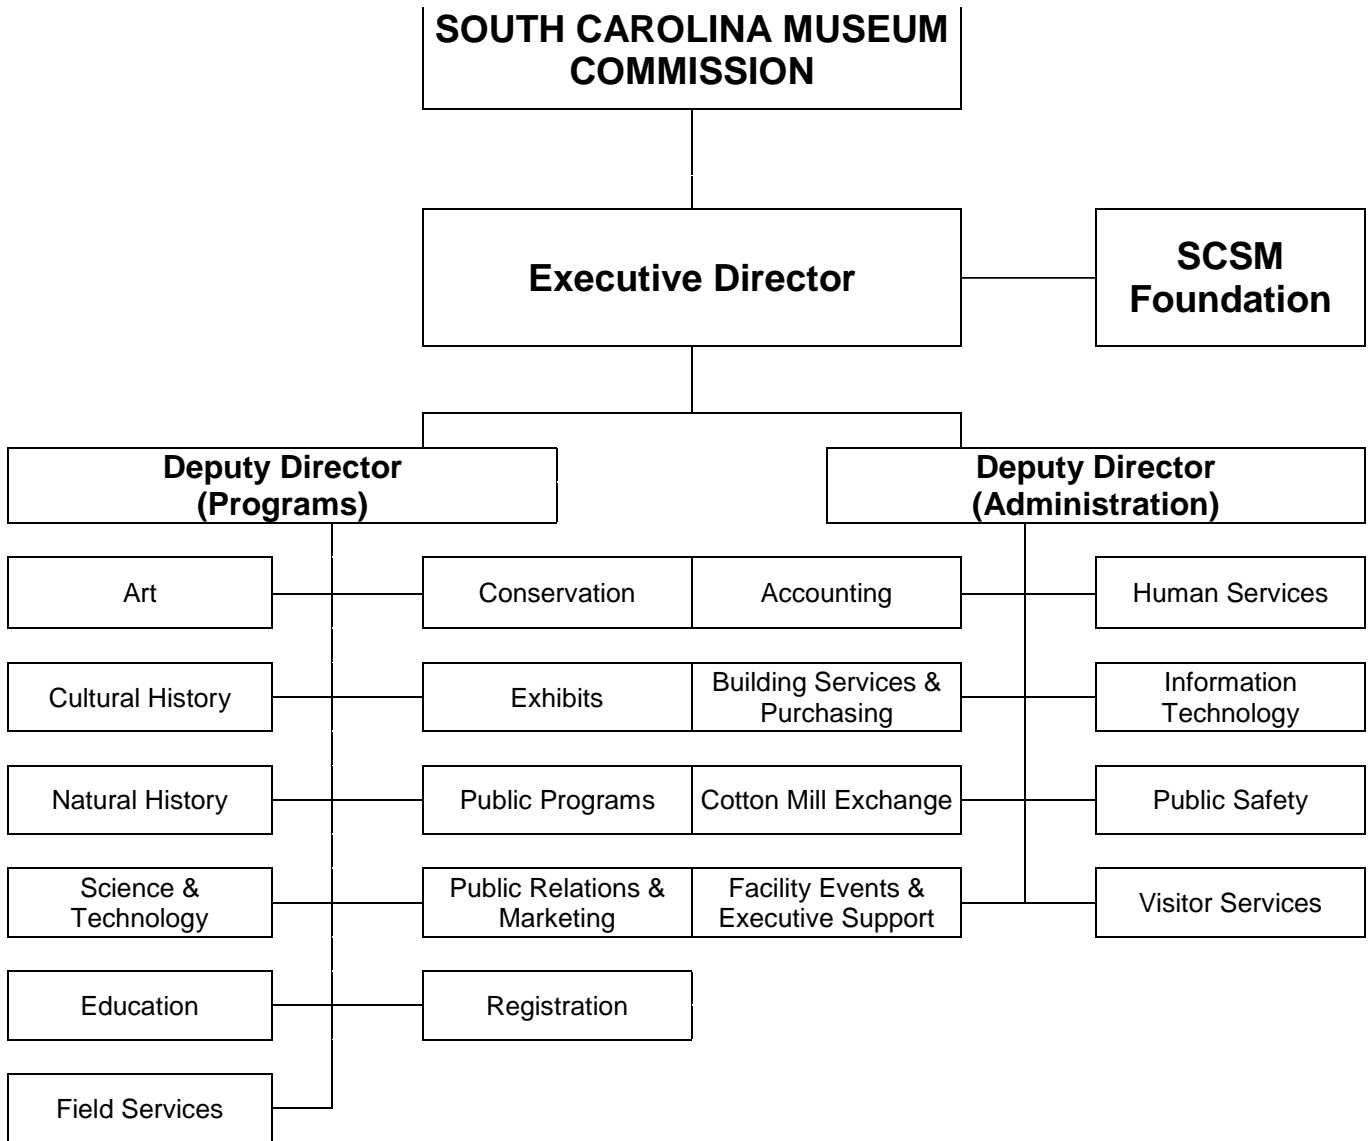 SOUTH CAROLINA MUSEUM
COMMISSION
Executive Director
SCSM
Foundation
Deputy Director
(Programs)
Deputy Director
(Administration)
Art
Conservation
Accounting
Human Services
Cultural History
Exhibits
Building Services &
Purchasing
Information
Technology
Natural History
Public Programs
Cotton Mill Exchange
Public Safety
Science &
Technology
Public Relations &
Marketing
Facility Events &
Executive Support
Visitor Services
Education
Registration
Field Services